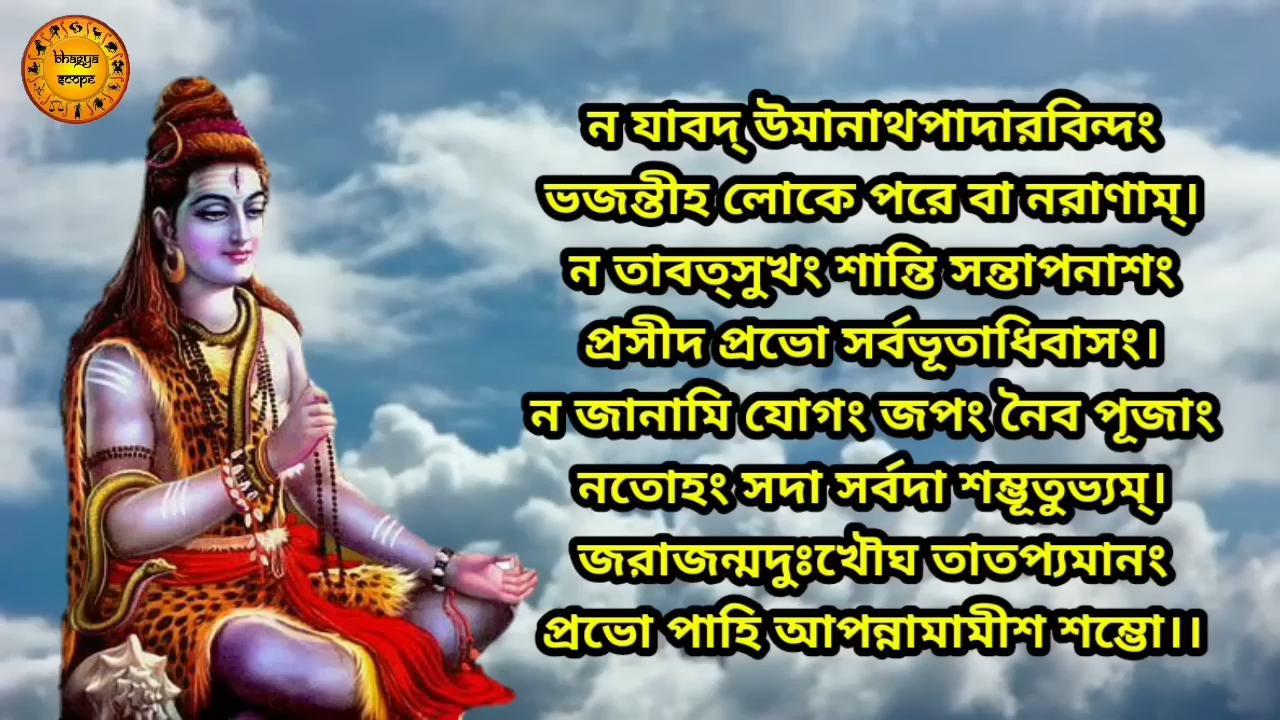 bhagya
scope
ন যাবদ্ উমানাথপাদারবিন্দং
ভজন্তীহ লোকে পরে বা নরাণাম্।
ন তাবত্সুখং শান্তি সন্তাপনাশং
প্রসীদ প্রভো সর্বভূতাধিবাসং।
ন জানামি যোগং জপং নৈব পূজাং
নতোহং সদা সর্বদা শম্ভূতুভ্যম্।
জরাজন্মদুঃখৌঘ তাতপ্যমানং
প্রভো পাহি আপন্নামামীশ শম্ভো।।